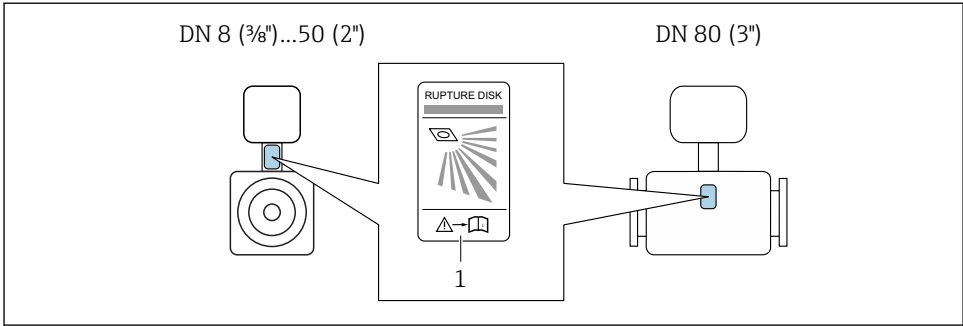 DN 8 (⅜")...50 (2")
DN 80 (3")
RUPTURE DISK
1